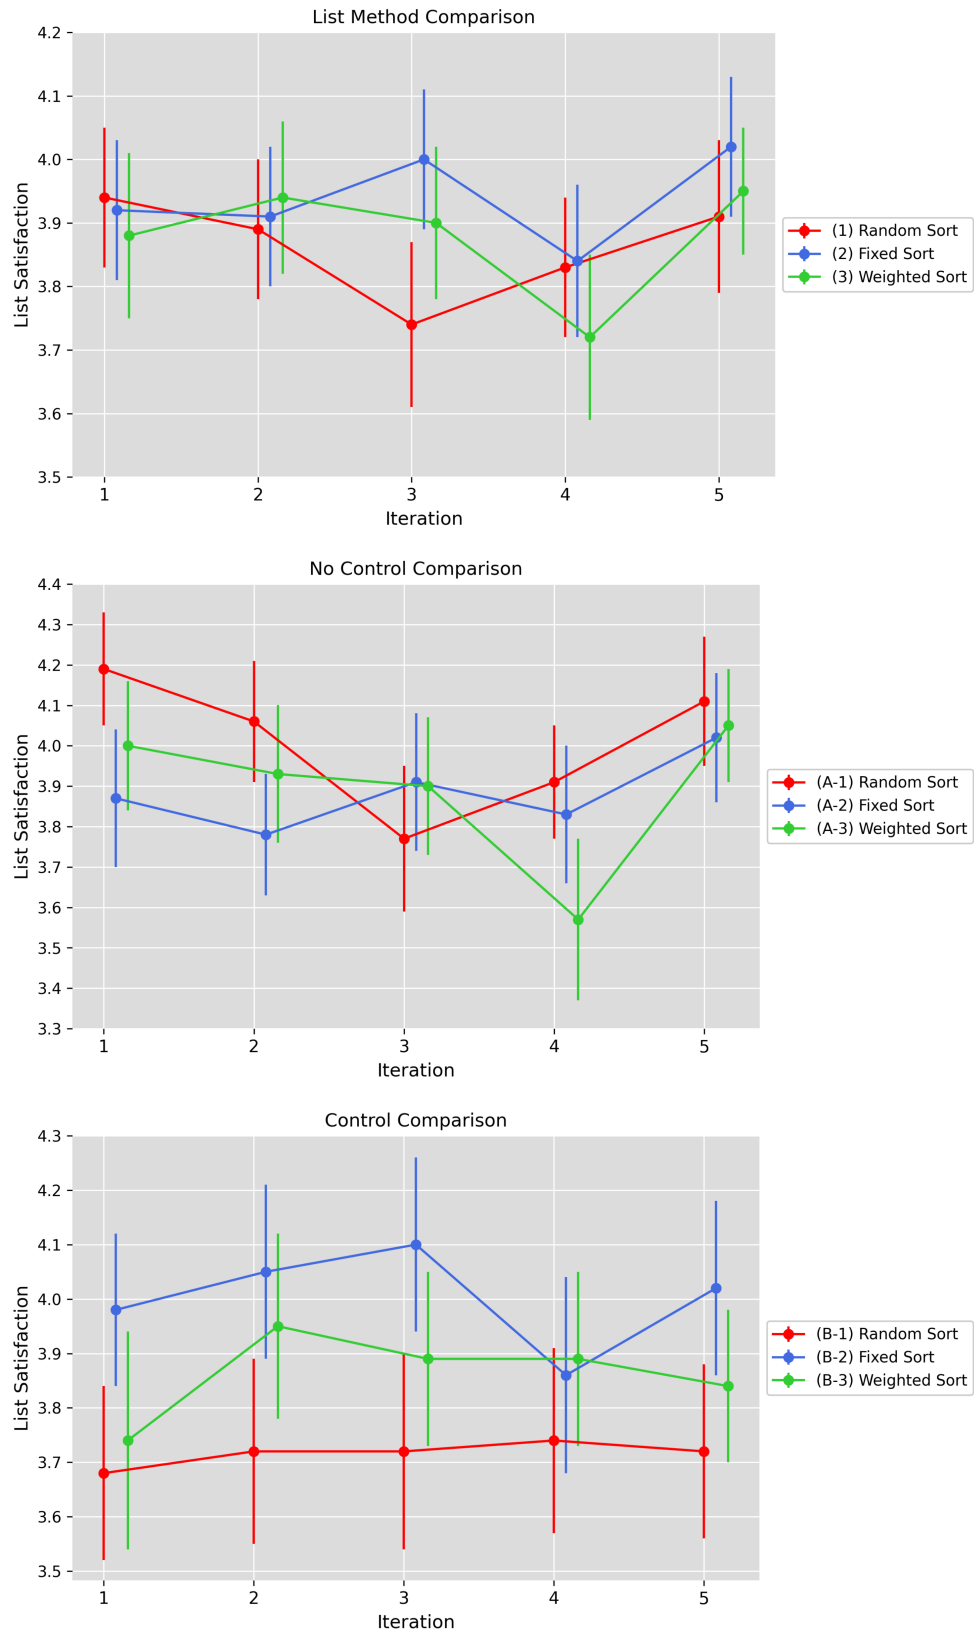 List Method Comparison
4.2
4.1
4.0
3.9
3.8
3.7
3.6
3.5
List Satisfaction
1 2 3 4 5
Iteration
(1) Random Sort
(2) Fixed Sort
(3) Weighted Sort
No Control Comparison
4.4
4.3
4.2
4.1
4.0
3.9
3.8
3.7
3.6
3.5
3.4
3.3
List Satisfaction
1 2 3 4 5
Iteration
(A-1) Random Sort
(A-2) Fixed Sort
(A-3) Weighted Sort
Control Comparison
4.3
4.2
4.1
4.0
3.9
3.8
3.7
3.6
3.5
List Satisfaction
1 2 3 4 5
Iteration
(B-1) Random Sort
(B-2) Fixed Sort
(B-3) Weighted Sort